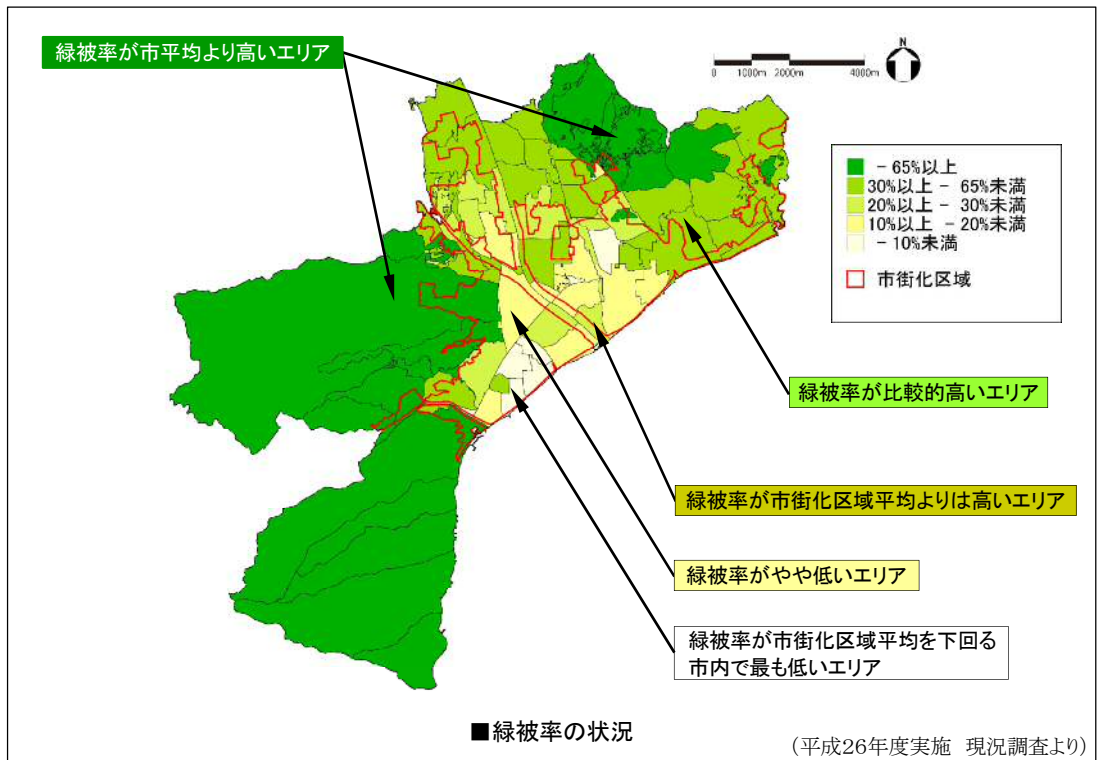 緑被率が市平均より高いエリア
N
0 1000m 2000m 4000m
- 65%以上
30%以上 - 65%未満
20%以上 - 30%未満
10%以上 - 20%未満
- 10%未満
市街化区域
緑被率が比較的高いエリア
緑被率が市街化区域平均よりは高いエリア
緑被率がやや低いエリア
緑被率が市街化区域平均を下回る
市内で最も低いエリア
■緑被率の状況
(平成26年度実施 現況調査より)